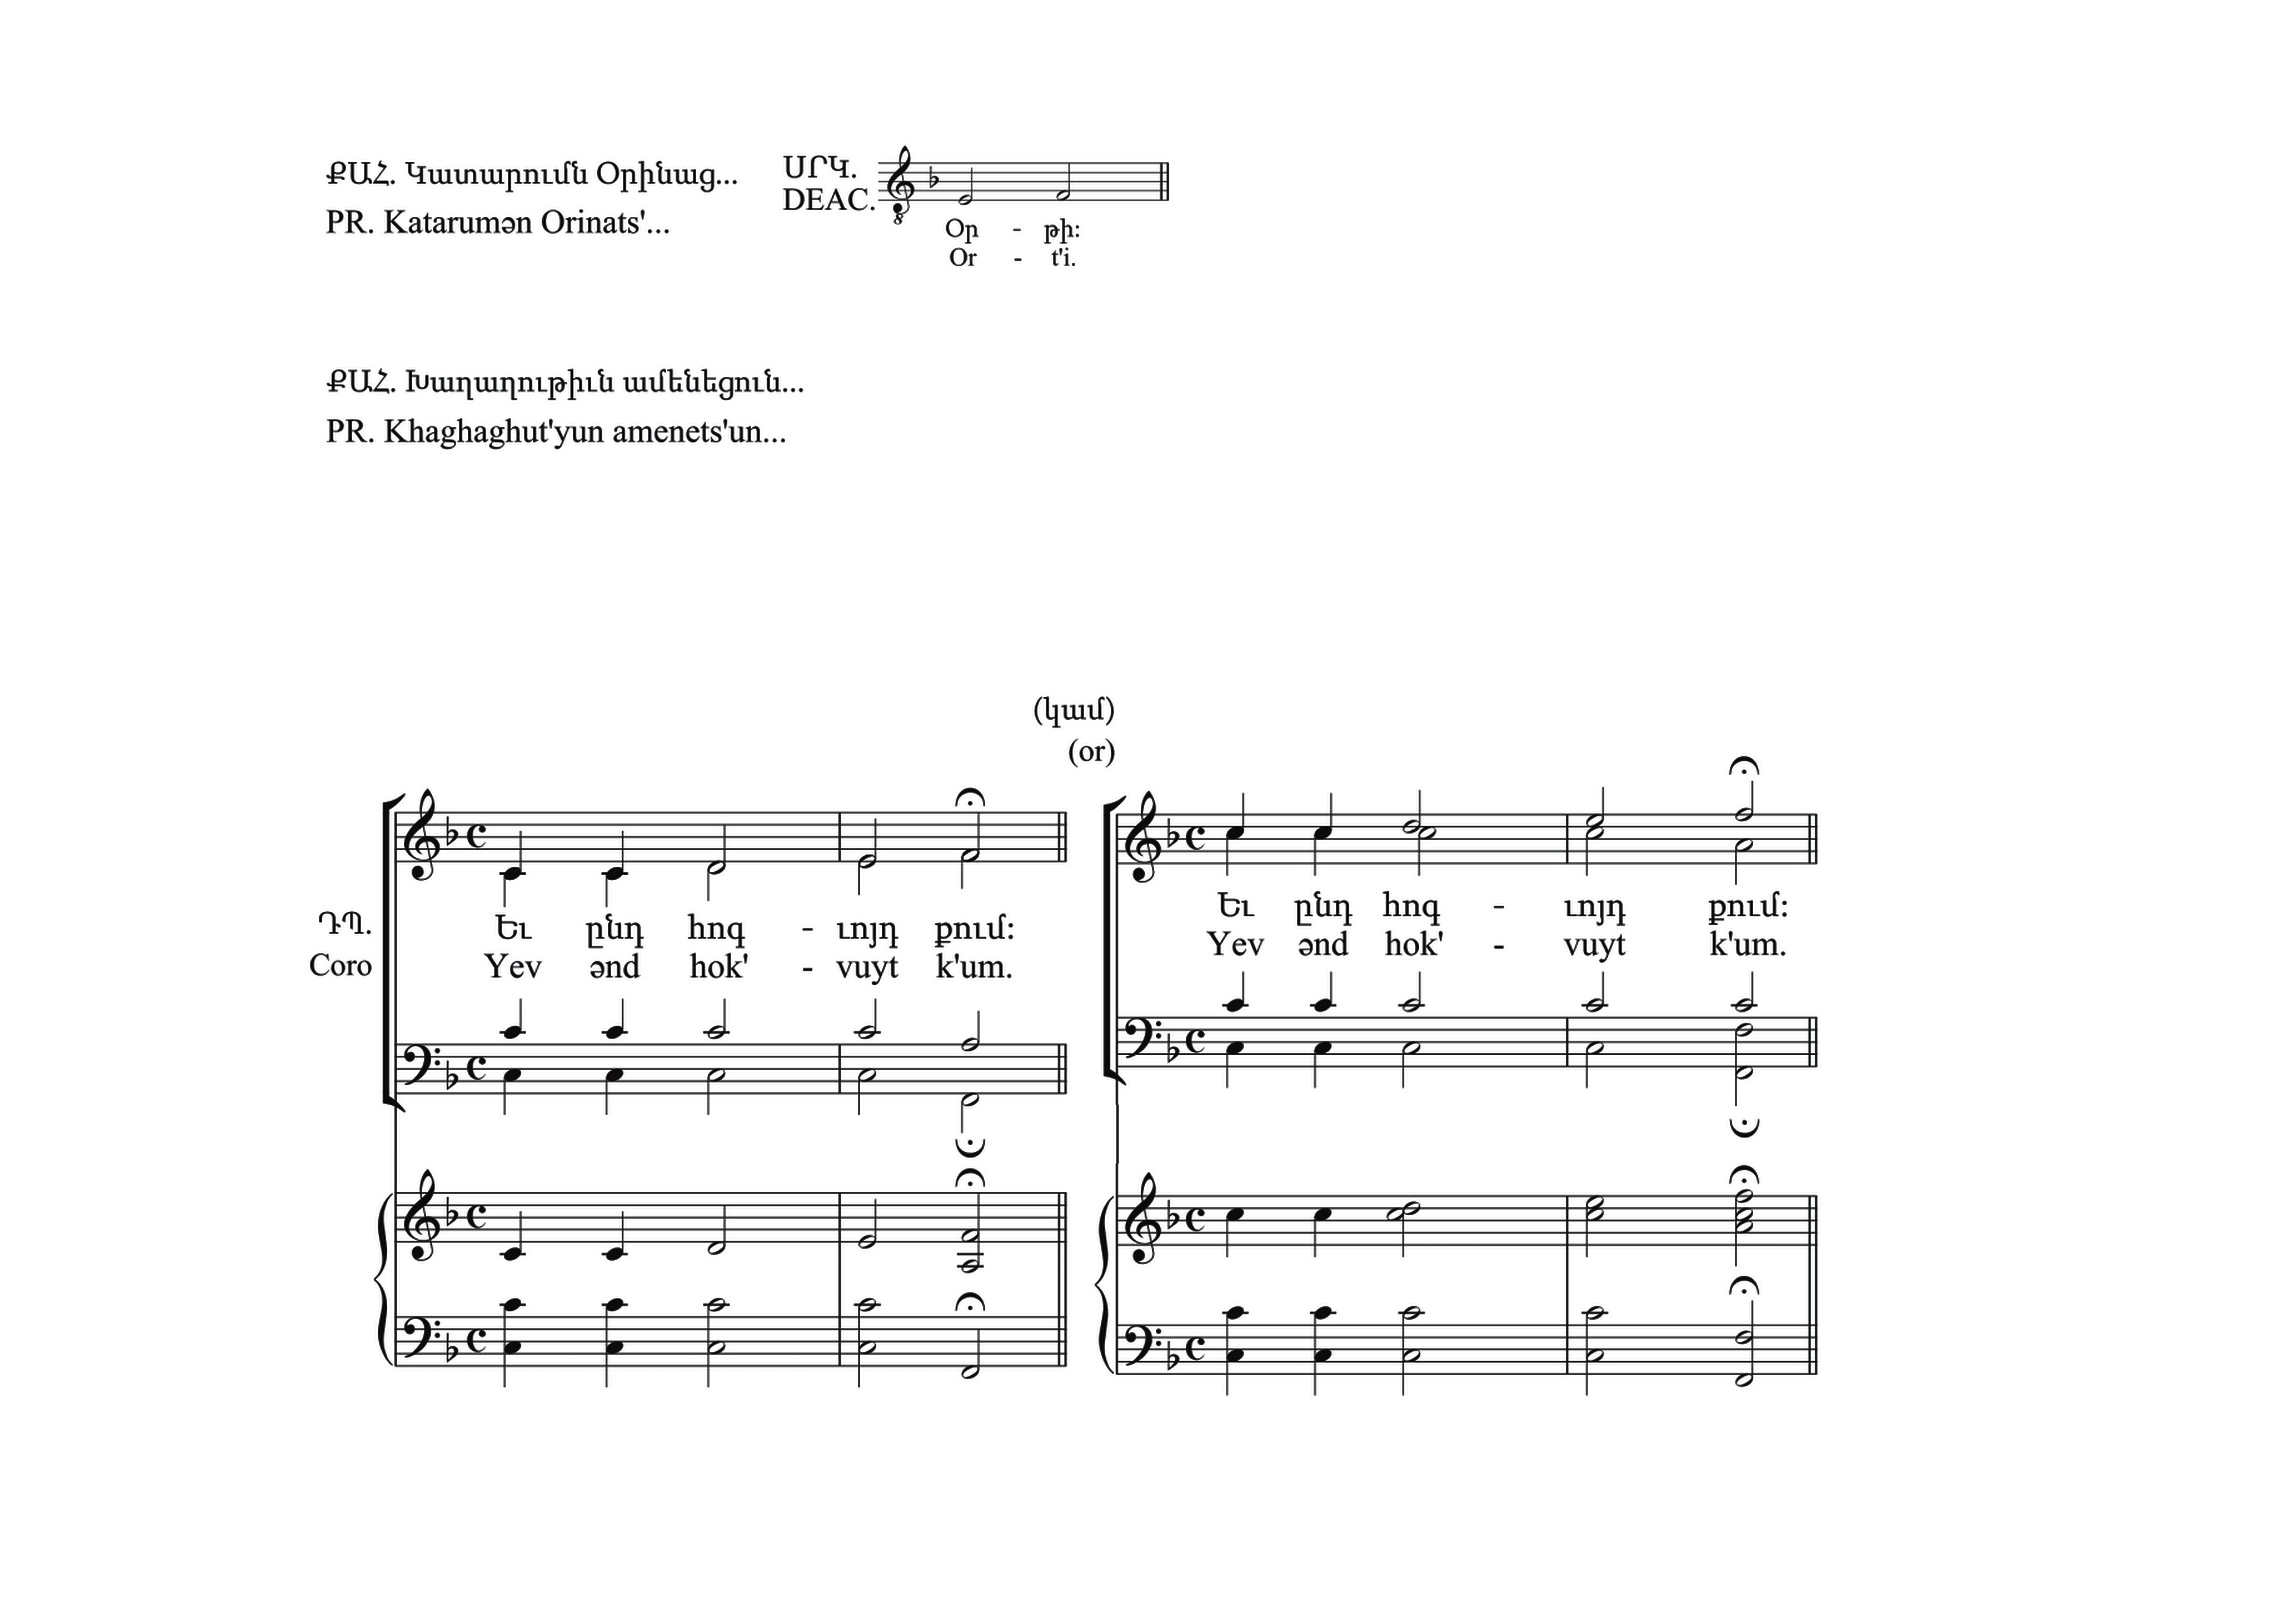 ՔԱՀ. Կատարումն Օրինաց...
PR. Katarumən Orinats'...
ՍՐԿ.
DEAC.
8
Օր - թի:
Or - t'i.
ՔԱՀ. Խաղաղութիւն ամենեցուն...
PR. Khaghaghut'yun amenets'un...
(կամ)
(or)
ԴՊ. Եւ ընդ հոգ - ւոյդ քում:
Coro Yev ənd hok' - vuyt k'um.
Եւ ընդ հոգ - ւոյդ քում:
Yev ənd hok' - vuyt k'um.